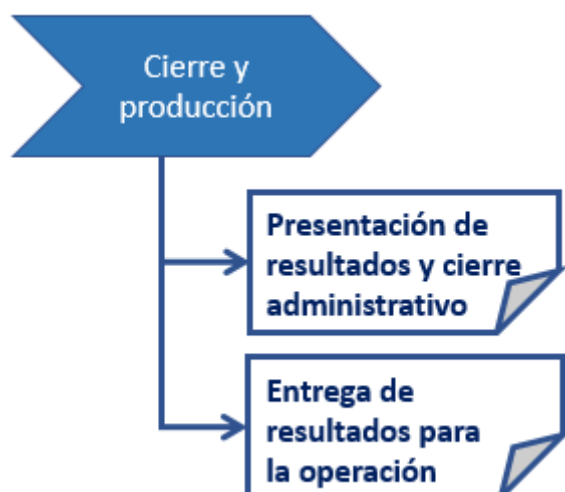 Cierre y
producción
Presentación de
resultados y cierre
administrativo
Entrega de
resultados para
la operación